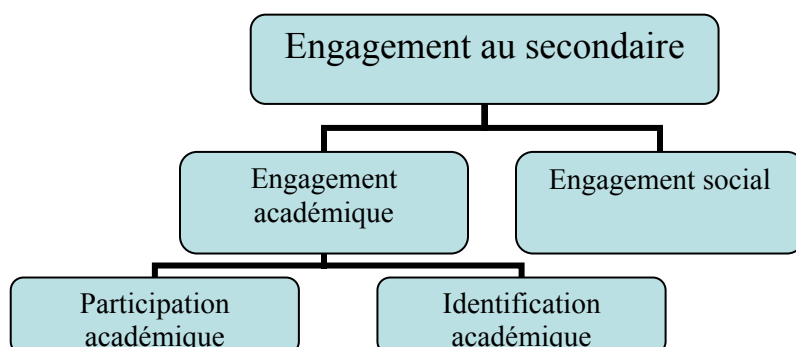 Engagement au secondaire
Engagement
académique
Engagement social
Participation
académique
Identification
académique